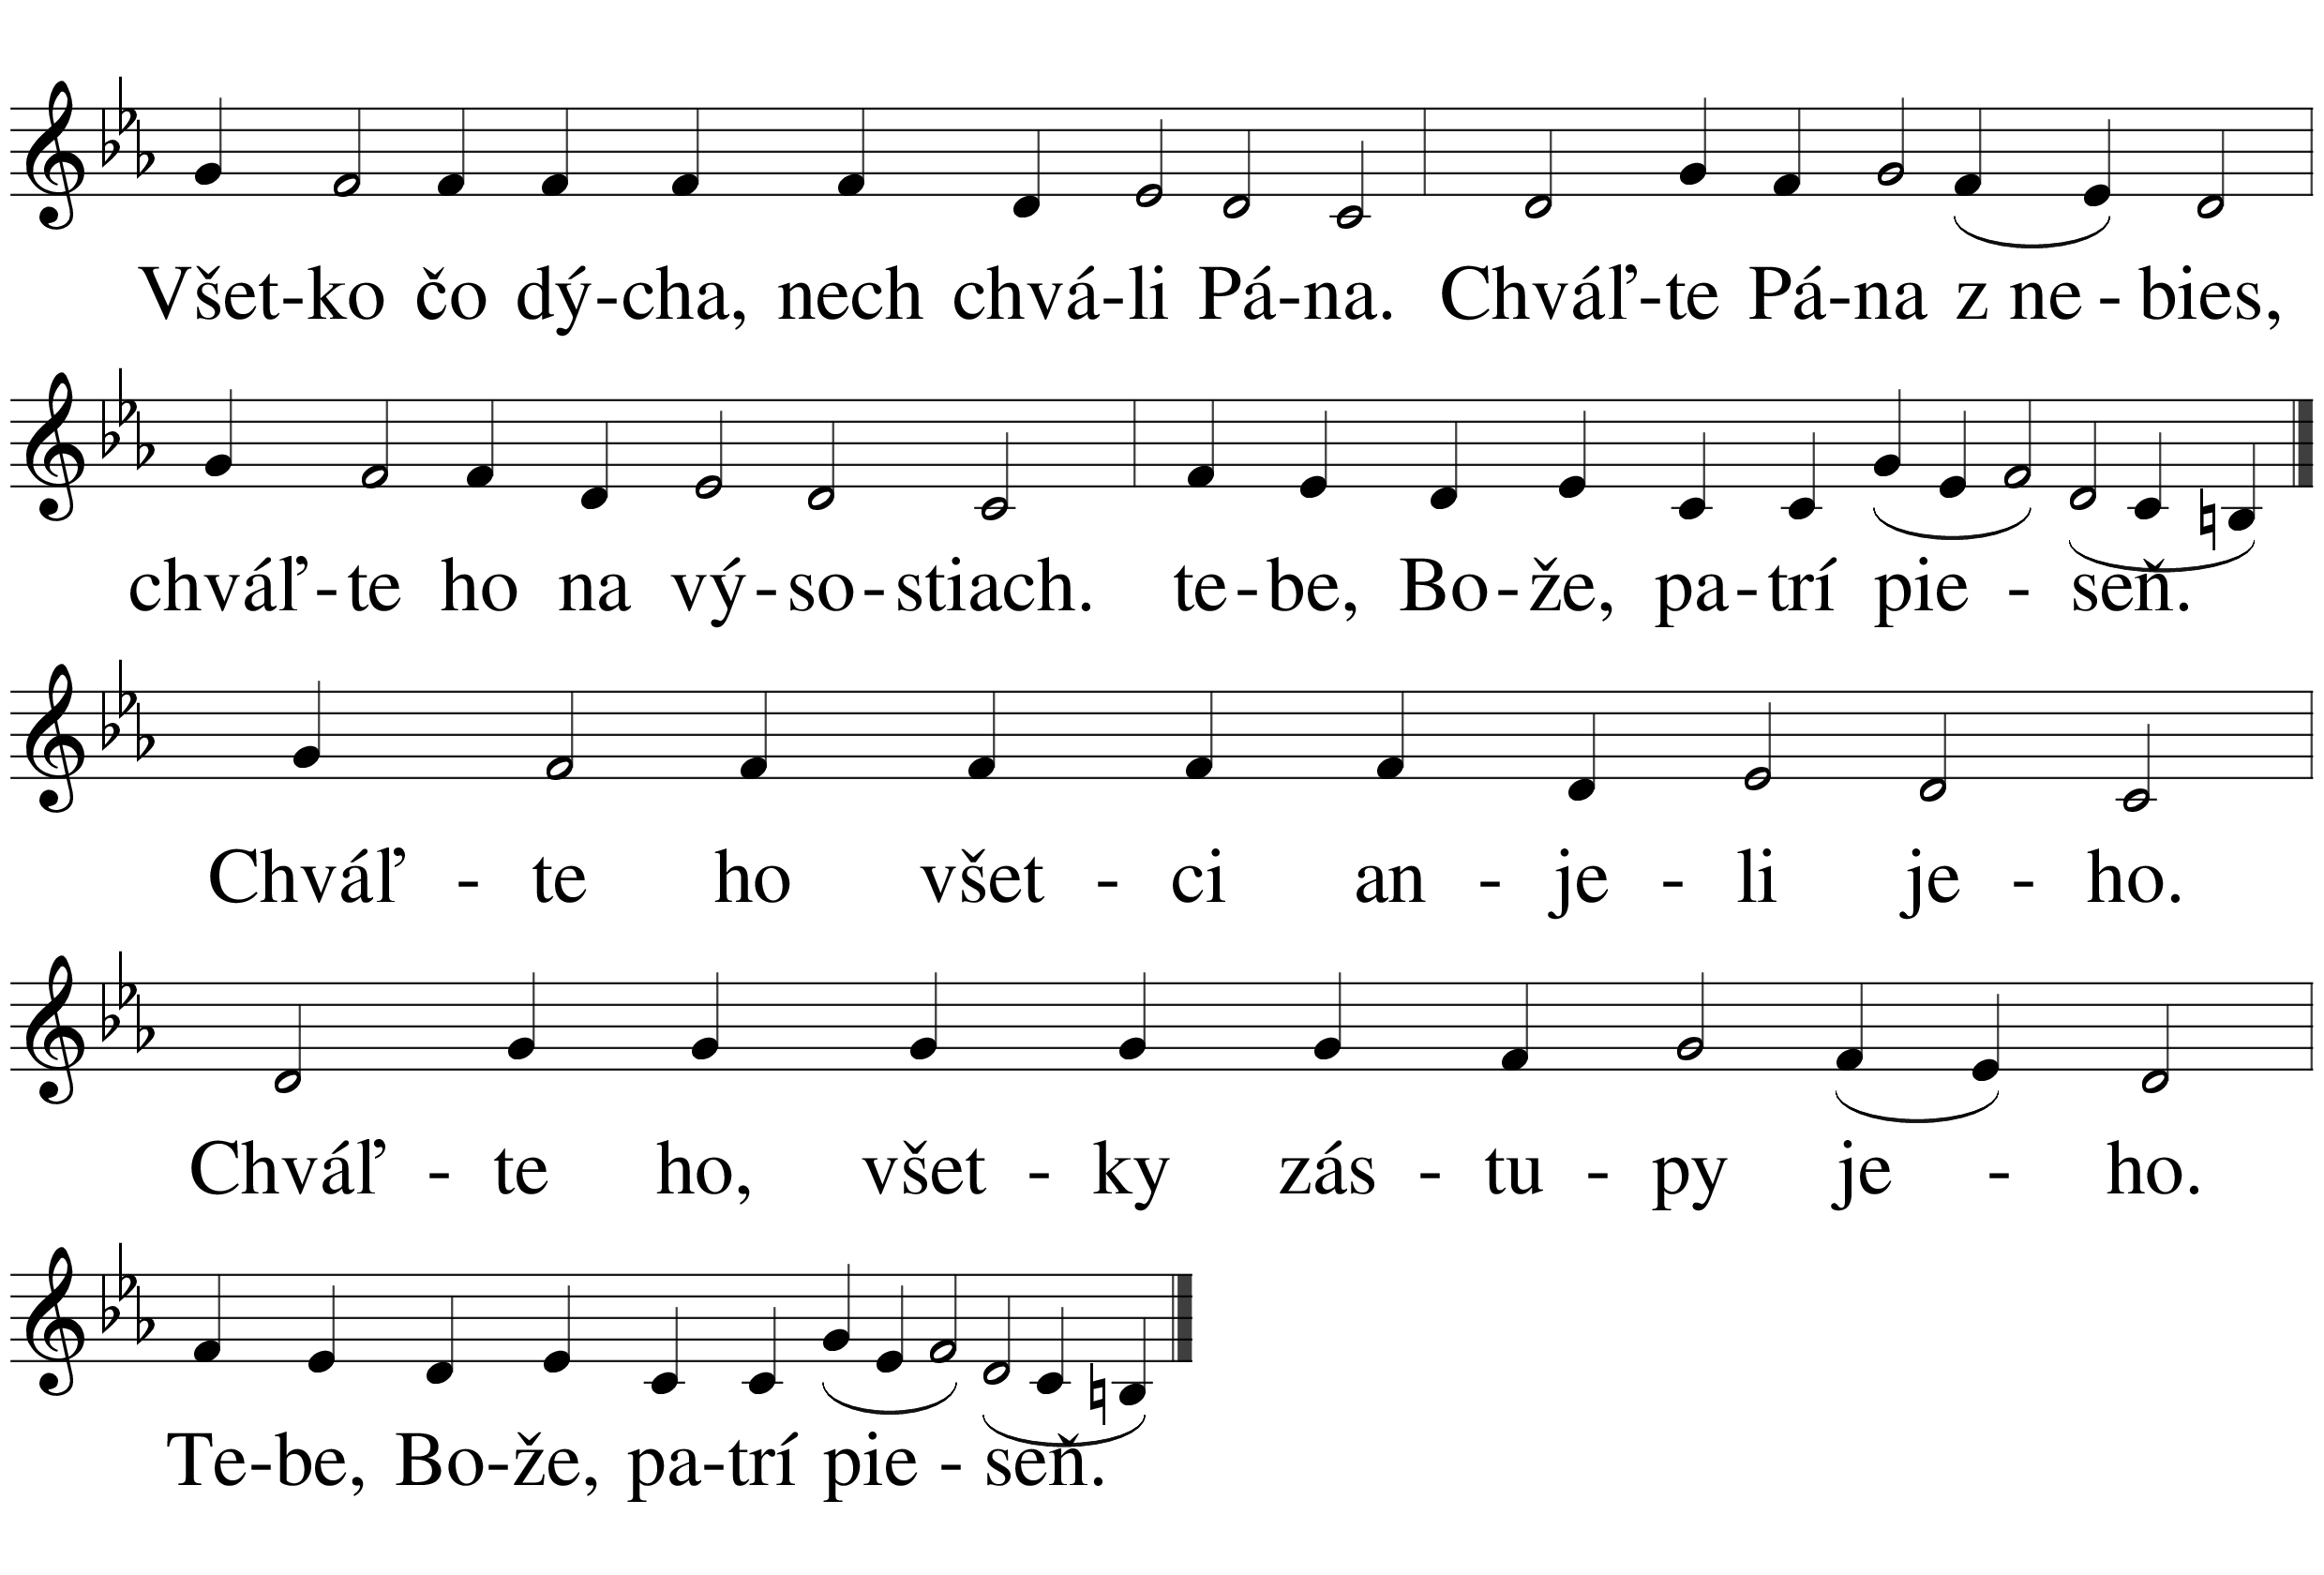 Všet-ko čo dý-cha, nech chvá-li Pá-na. Chváľ-te Pá-na z ne - bies,
chváľ-te ho na vý-so-stiach. te-be, Bo-že, pa-trí pie - seň.
Chváľ - te ho všet - ci an - je - li je - ho.
Chváľ - te ho, všet - ky zás - tu - py je - ho.
Te-be, Bo-že, pa-trí pie - seň.